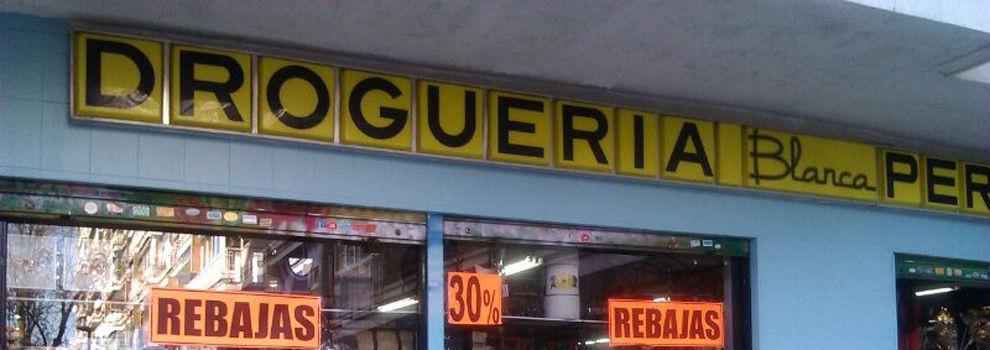 DROGUERIA Blanca PER
REBAJAS
30%
REBAJAS